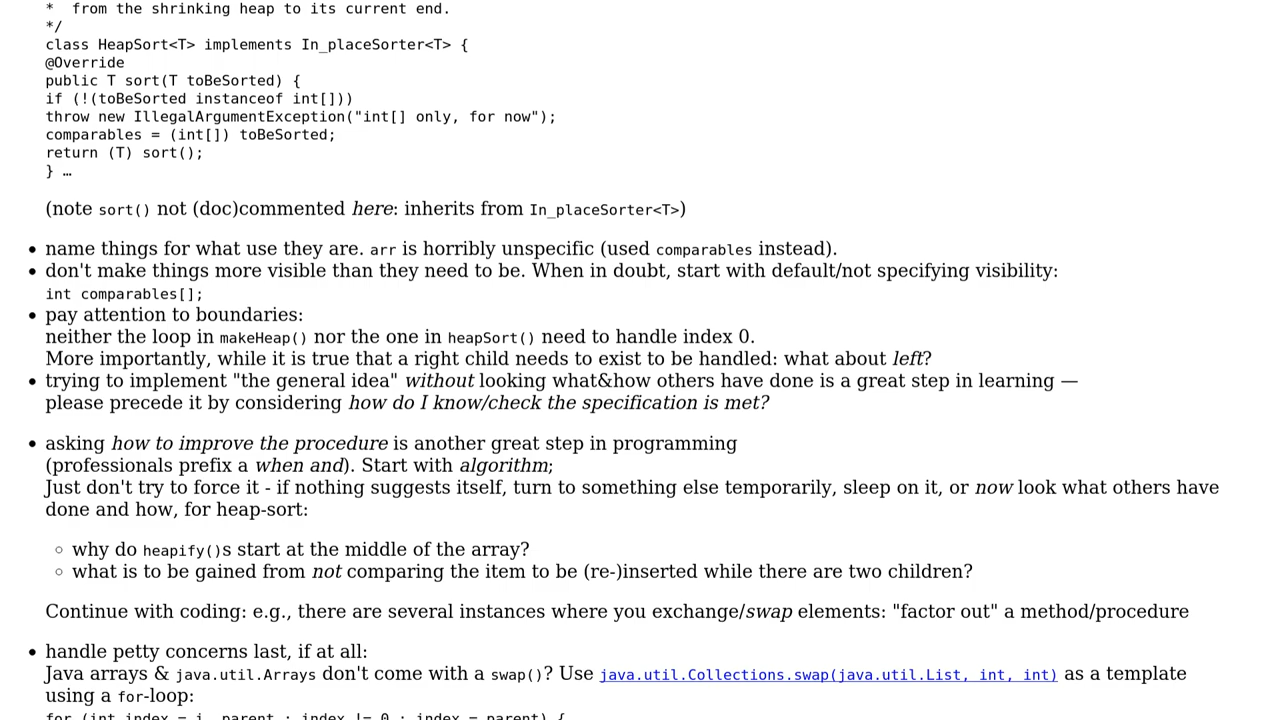 *  from the shrinking heap to its current end.
*/
class HeapSort<T> implements In_placeSorter<T> {
@Override
public T sort(T toBeSorted) {
if (!(toBeSorted instanceof int[]))
throw new IllegalArgumentException("int[] only, for now");
comparables = (int[]) toBeSorted;
return (T) sort();
} …
(note sort() not (doc)commented here: inherits from In_placeSorter<T>)
• name things for what use they are. arr is horribly unspecific (used comparables instead).
• don't make things more visible than they need to be. When in doubt, start with default/not specifying visibility:
int comparables[];
• pay attention to boundaries:
neither the loop in makeHeap() nor the one in heapSort() need to handle index 0.
More importantly, while it is true that a right child needs to exist to be handled: what about left?
• trying to implement "the general idea" without looking what&how others have done is a great step in learning —
please precede it by considering how do I know/check the specification is met?
• asking how to improve the procedure is another great step in programming
(professionals prefix a when and). Start with algorithm;
Just don't try to force it - if nothing suggests itself, turn to something else temporarily, sleep on it, or now look what others have
done and how, for heap-sort:
◦ why do heapify()s start at the middle of the array?
◦ what is to be gained from not comparing the item to be (re-)inserted while there are two children?
Continue with coding: e.g., there are several instances where you exchange/swap elements: "factor out" a method/procedure
• handle petty concerns last, if at all:
Java arrays & java.util.Arrays don't come with a swap()? Use java.util.Collections.swap(java.util.List, int, int) as a template
using a for-loop:
for (int index = i, parent ; index != 0 ; index = parent) {